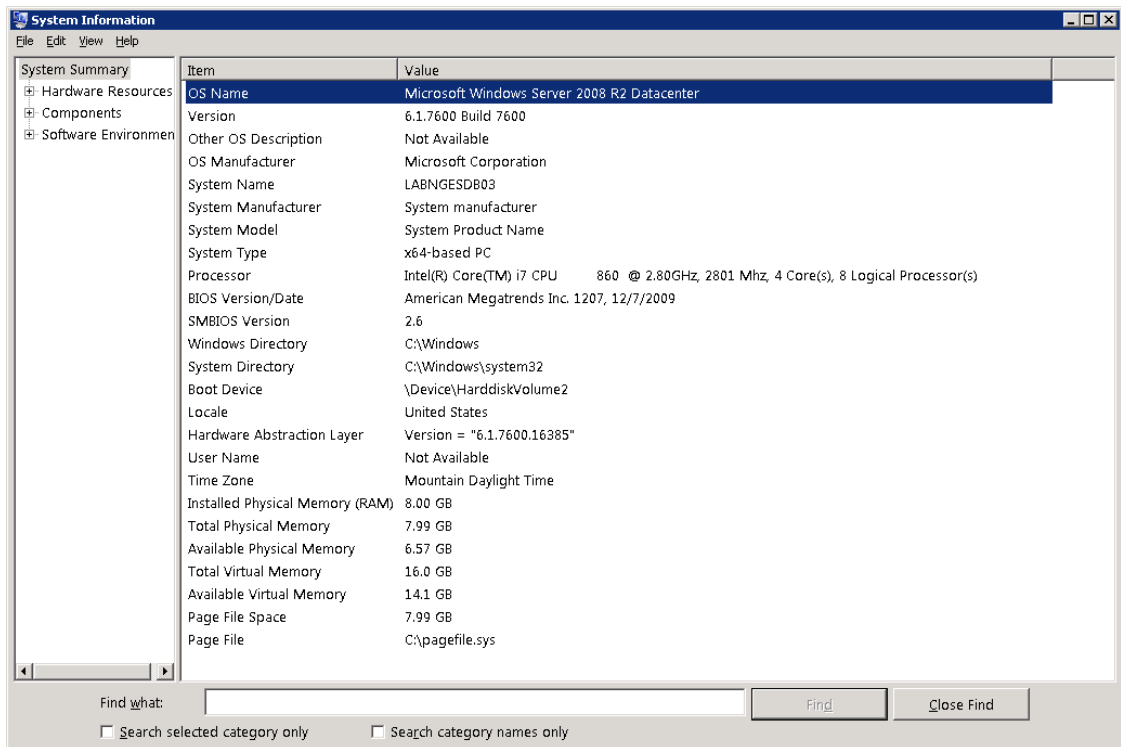 System Information
File Edit View Help
System Summary
Hardware Resources
Components
Software Environmen
Item Value
OS Name Microsoft Windows Server 2008 R2 Datacenter
Version 6.1.7600 Build 7600
Other OS Description Not Available
OS Manufacturer Microsoft Corporation
System Name LABNGESDB03
System Manufacturer System manufacturer
System Model System Product Name
System Type x64-based PC
Processor Intel(R) Core(TM) i7 CPU 860 @ 2.80GHz, 2801 Mhz, 4 Core(s), 8 Logical Processor(s)
BIOS Version/Date American Megatrends Inc. 1207, 12/7/2009
SMBIOS Version 2.6
Windows Directory C:\Windows
System Directory C:\Windows\system32
Boot Device \Device\HarddiskVolume2
Locale United States
Hardware Abstraction Layer Version = "6.1.7600.16385"
User Name Not Available
Time Zone Mountain Daylight Time
Installed Physical Memory (RAM) 8.00 GB
Total Physical Memory 7.99 GB
Available Physical Memory 6.57 GB
Total Virtual Memory 16.0 GB
Available Virtual Memory 14.1 GB
Page File Space 7.99 GB
Page File C:\pagefile.sys
Find what: Find Close Find
Search selected category only Search category names only